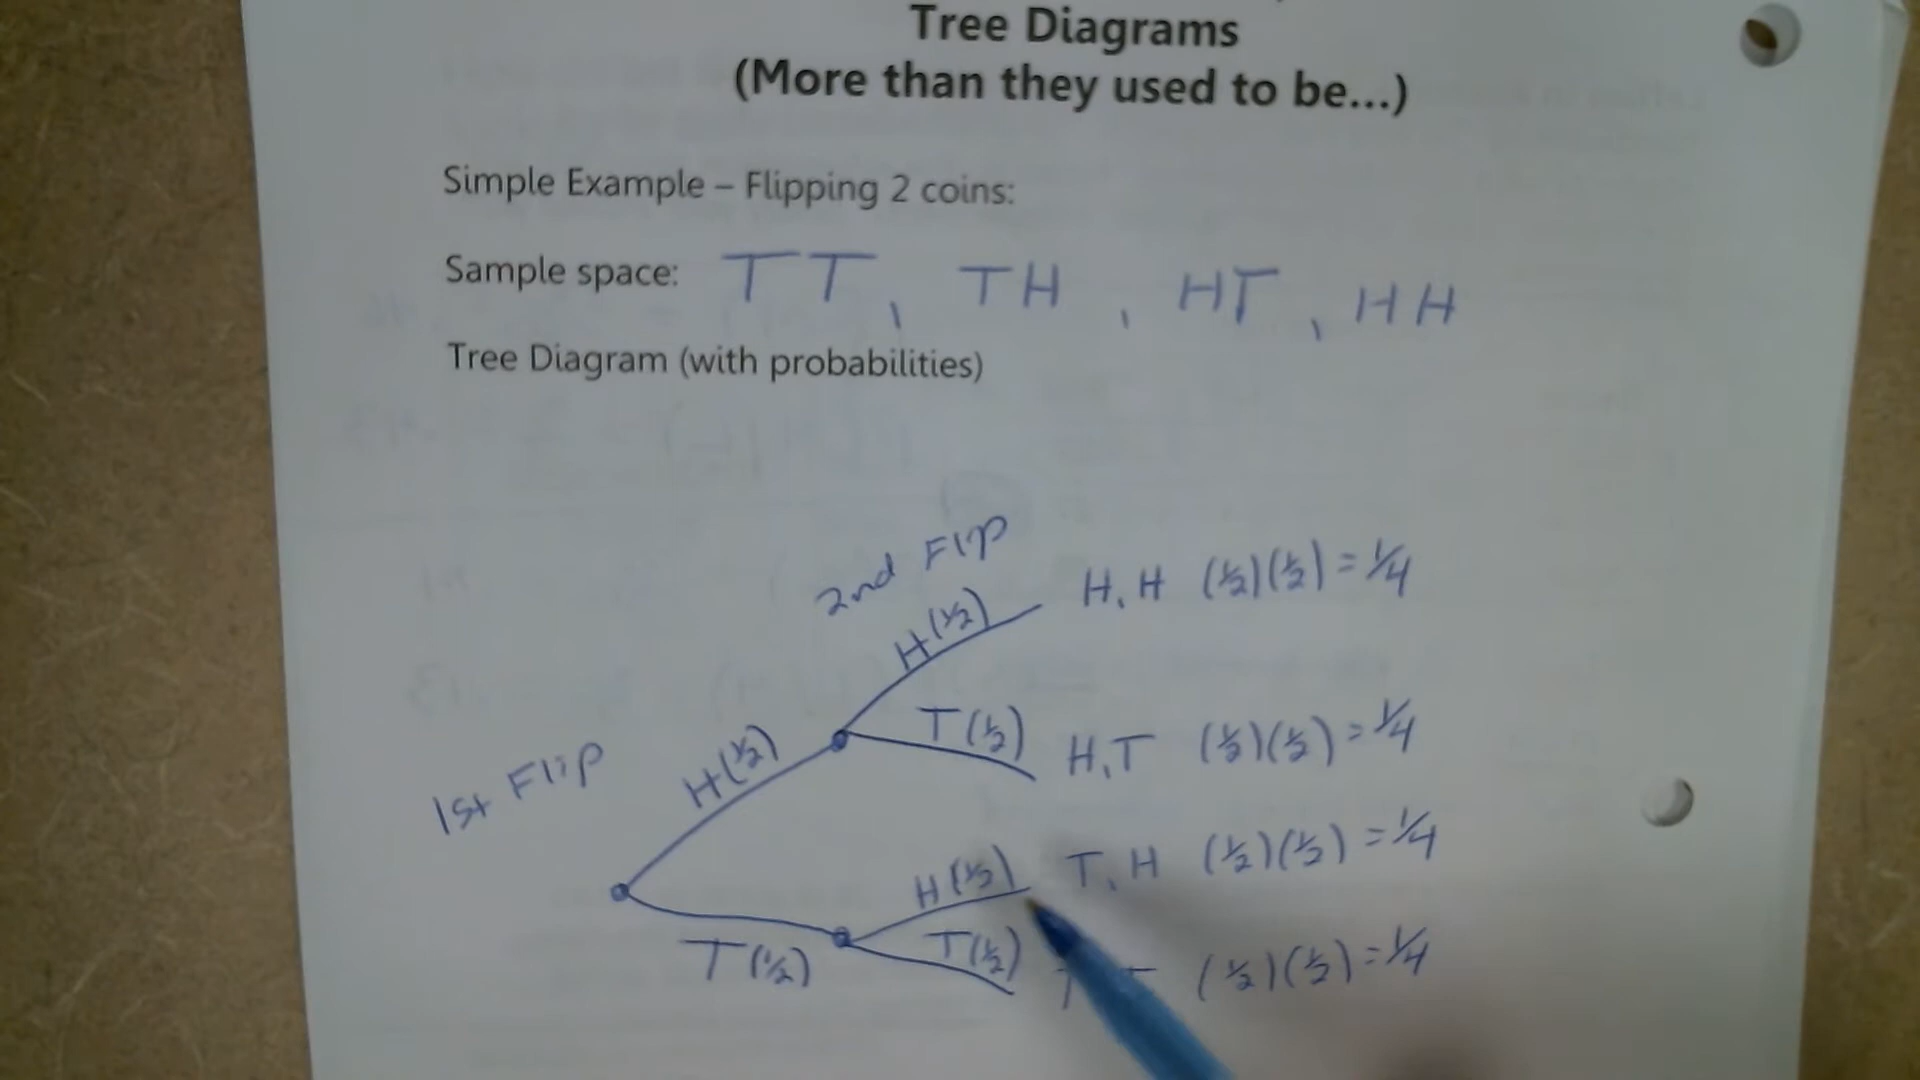 Tree Diagrams
(More than they used to be...)
Simple Example – Flipping 2 coins:
Sample space: TT, TH, HT, HH
Tree Diagram (with probabilities)
2nd Flip
H(1/2) H,H (1/2)(1/2) = 1/4
T(1/2) H,T (1/2)(1/2) = 1/4
1st Flip
H(1/2)
H(1/2) T,H (1/2)(1/2) = 1/4
T(1/2)
T(1/2) (1/2)(1/2) = 1/4